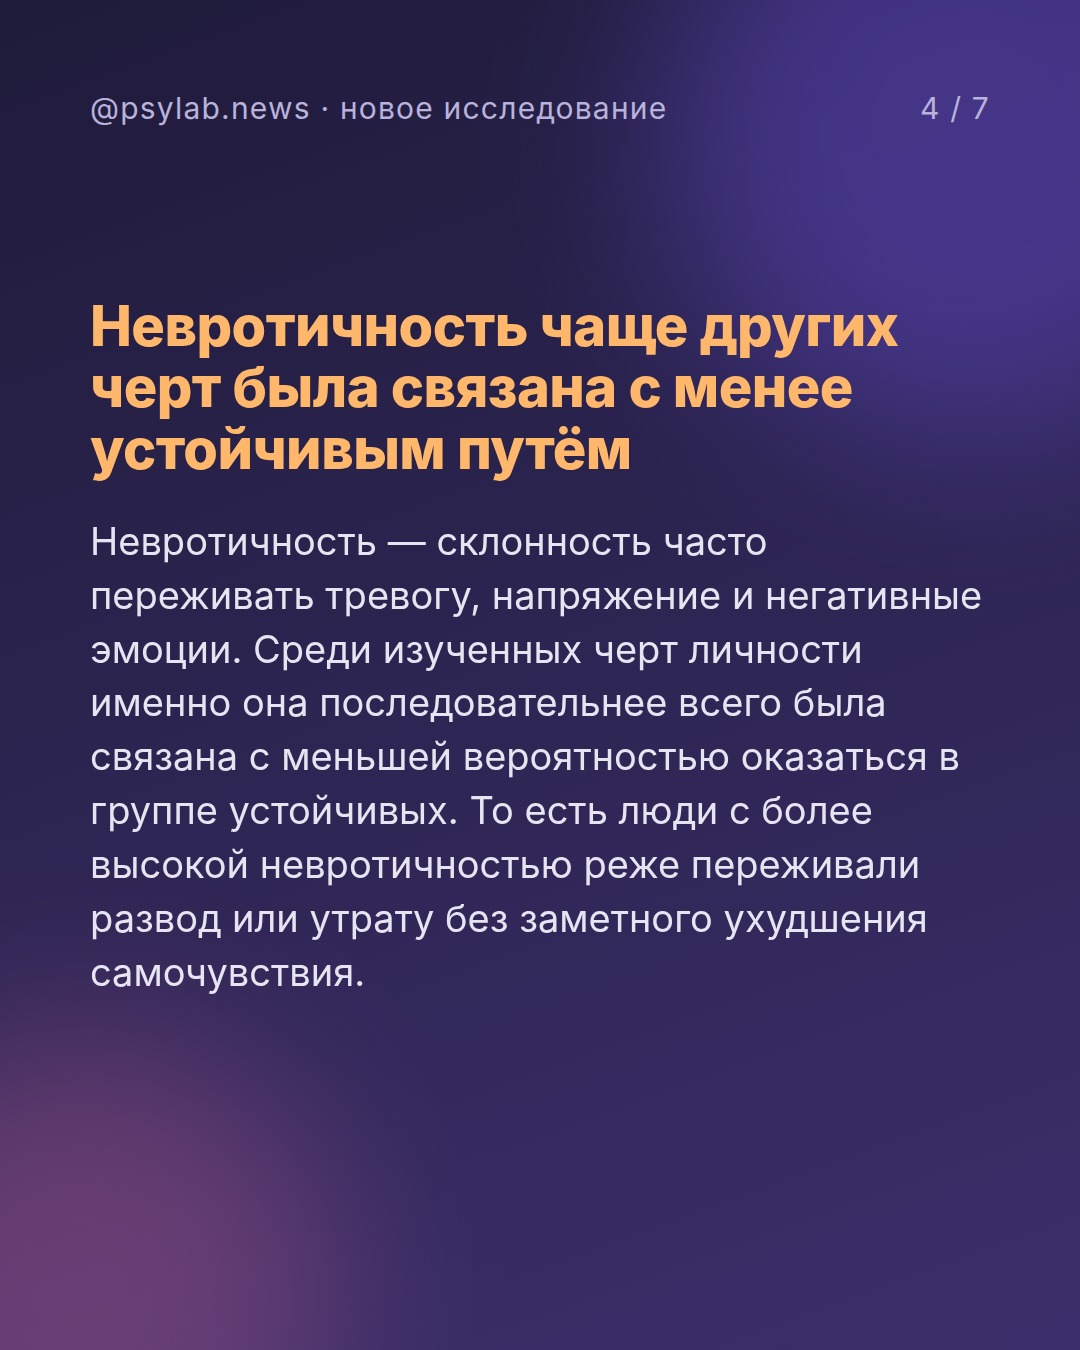 @psylab.news · новое исследование
4 / 7
Невротичность чаще других
черт была связана с менее
устойчивым путём
Невротичность — склонность часто
переживать тревогу, напряжение и негативные
эмоции. Среди изученных черт личности
именно она последовательнее всего была
связана с меньшей вероятностью оказаться в
группе устойчивых. То есть люди с более
высокой невротичностью реже переживали
развод или утрату без заметного ухудшения
самочувствия.